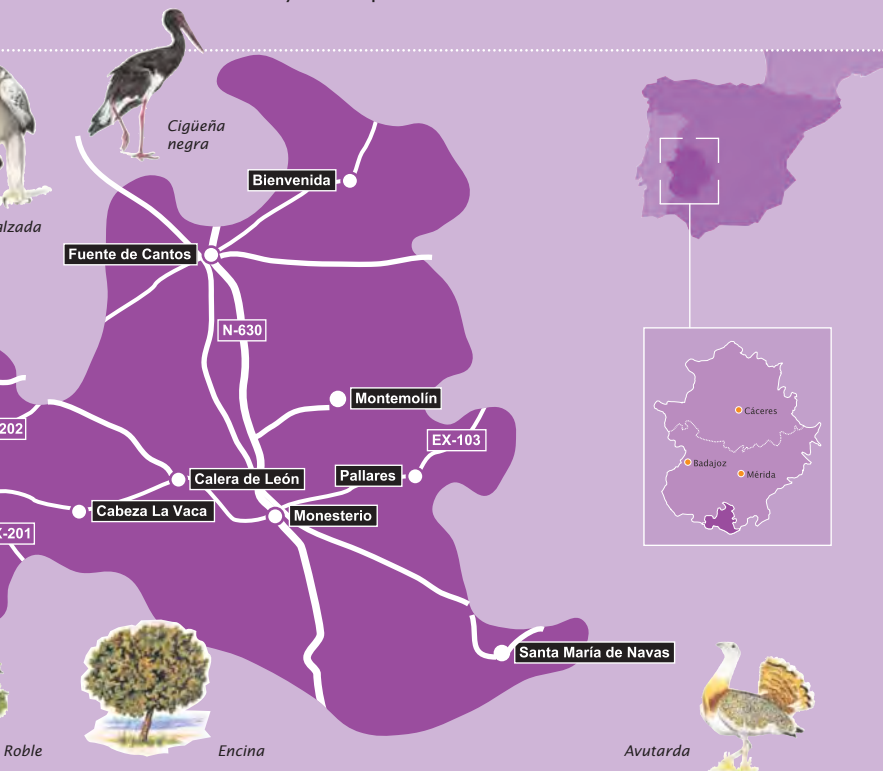 Cigüeña
negra
Bienvenida
alzada
Fuente de Cantos
N-630
Montemolín
202
EX-103
Cáceres
Badajoz
Mérida
Pallares
Calera de León
Cabeza La Vaca
Monesterio
X-201
Santa María de Navas
Roble
Encina
Avutarda